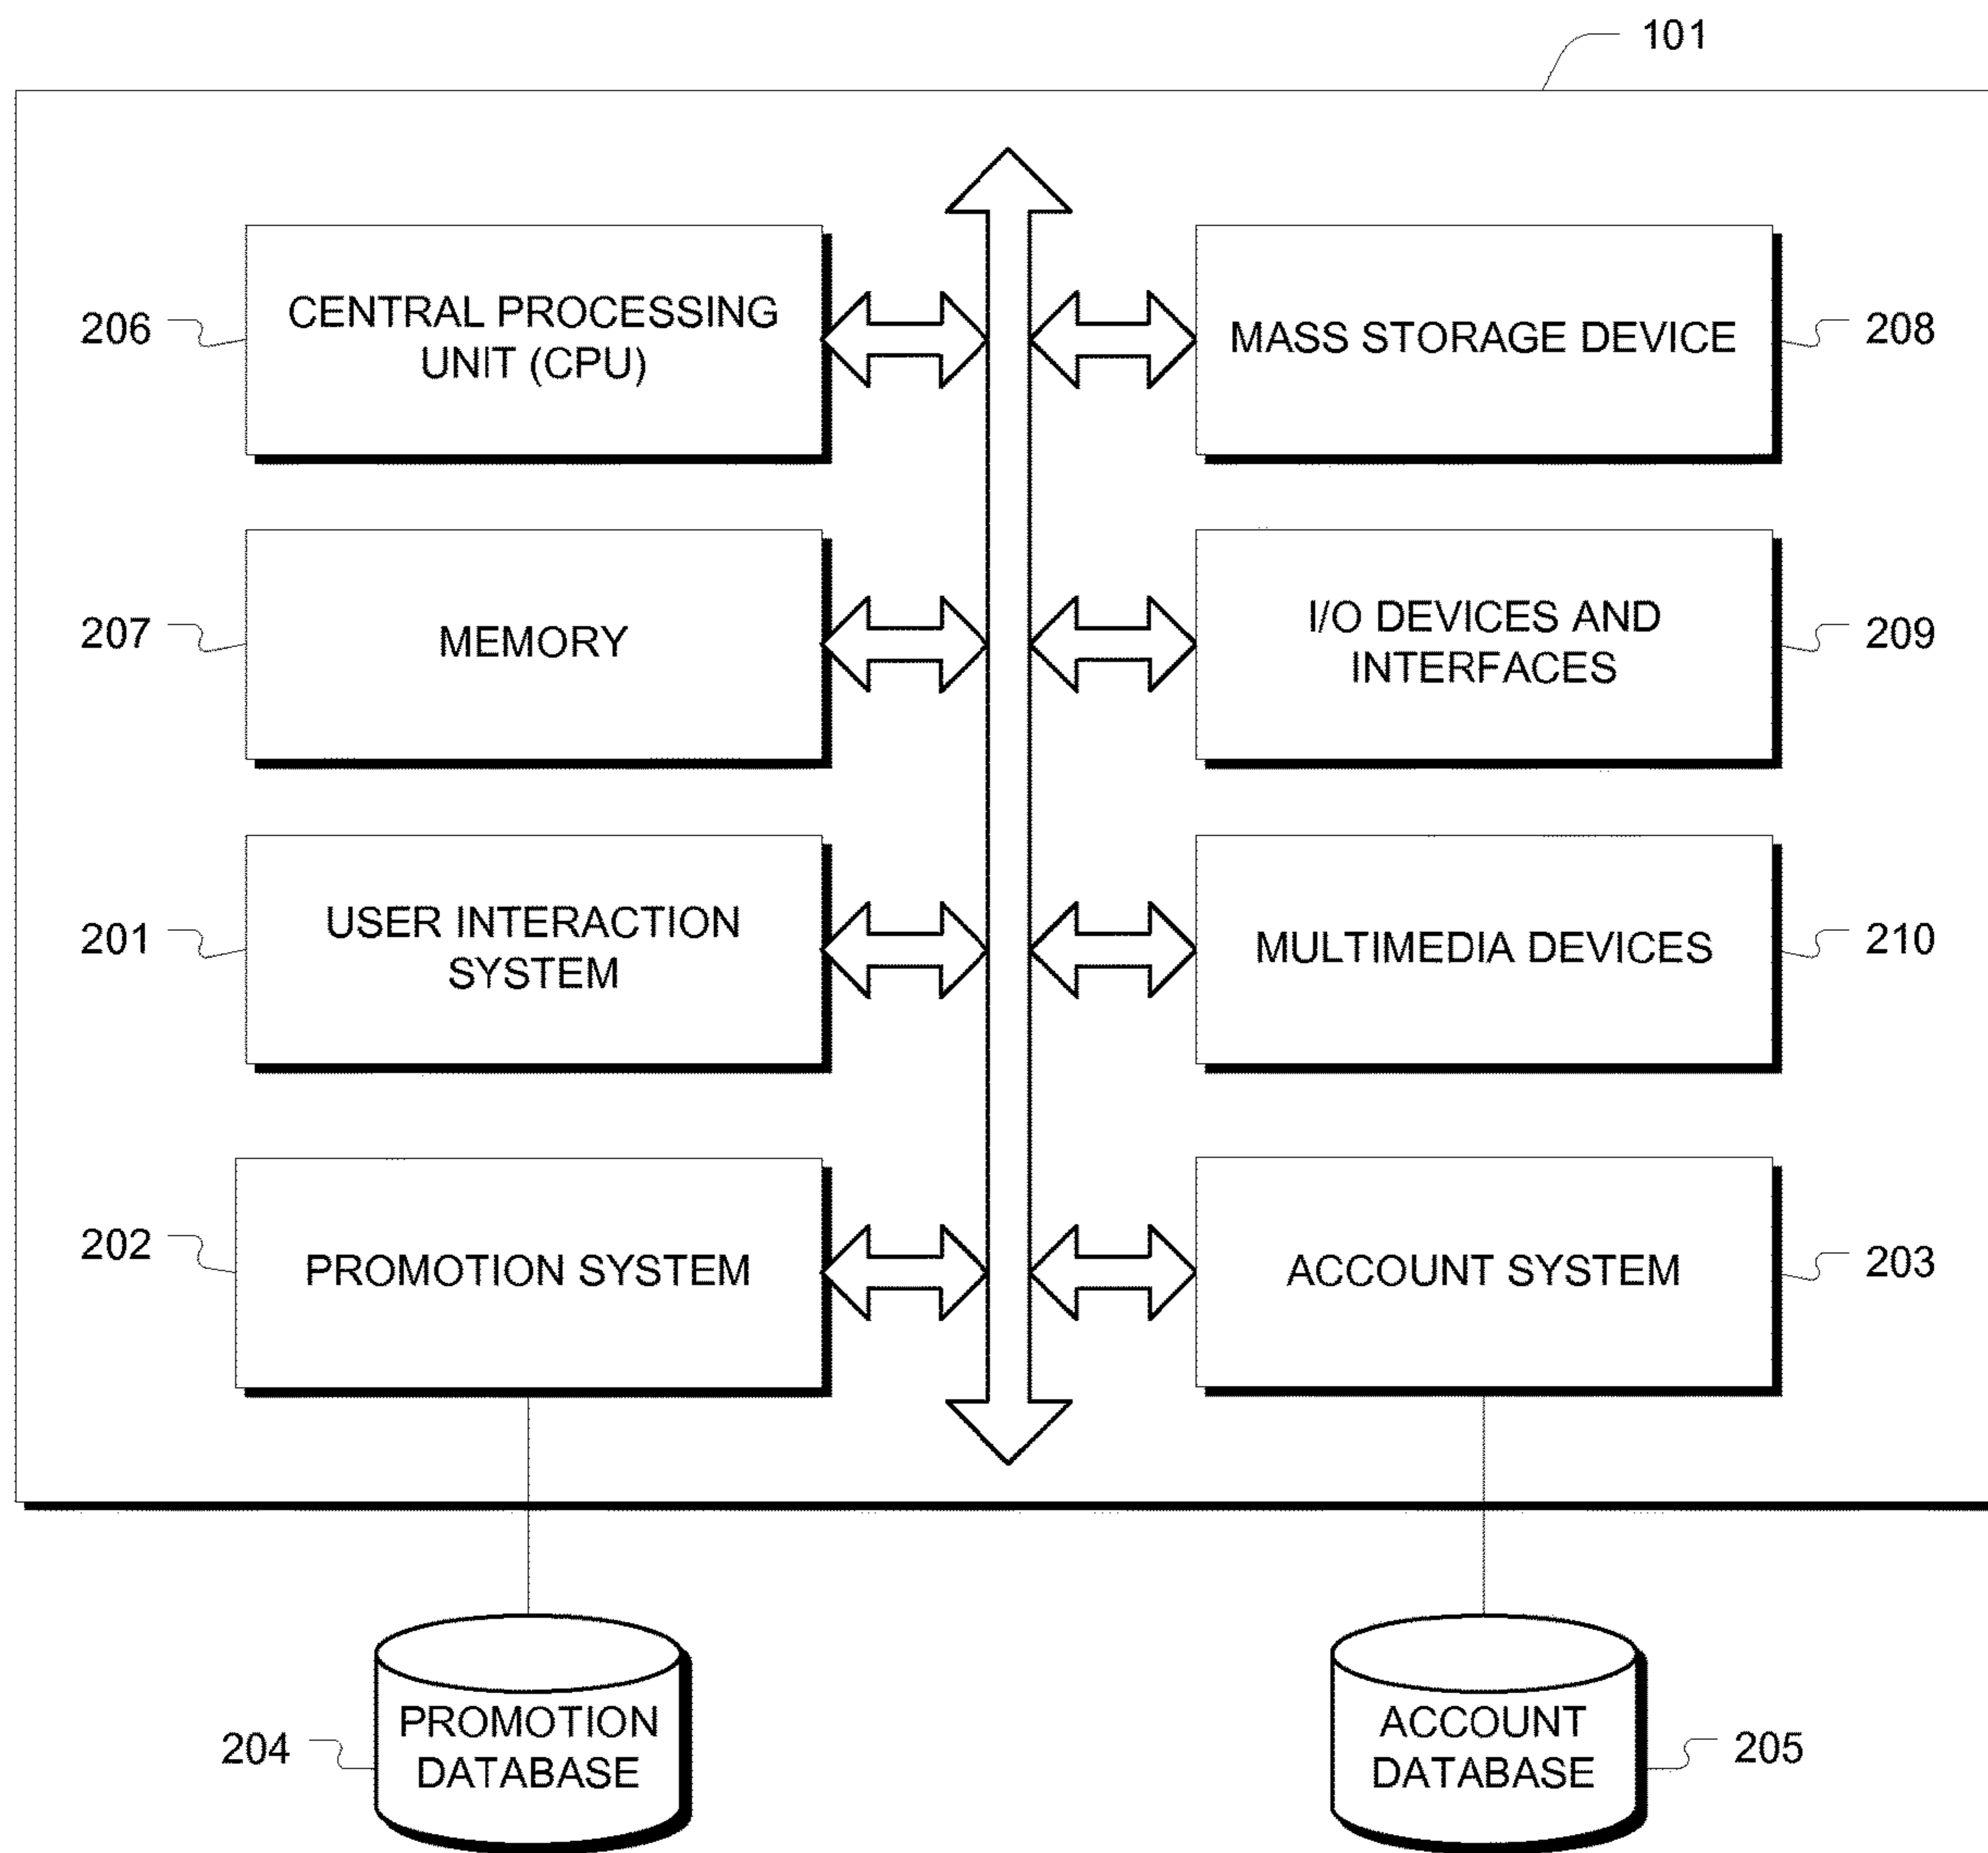 101
206
CENTRAL PROCESSING
UNIT (CPU)
MASS STORAGE DEVICE
208
207
MEMORY
I/O DEVICES AND
INTERFACES
209
201
USER INTERACTION
SYSTEM
MULTIMEDIA DEVICES
210
202
PROMOTION SYSTEM
ACCOUNT SYSTEM
203
204
PROMOTION
DATABASE
ACCOUNT
DATABASE
205